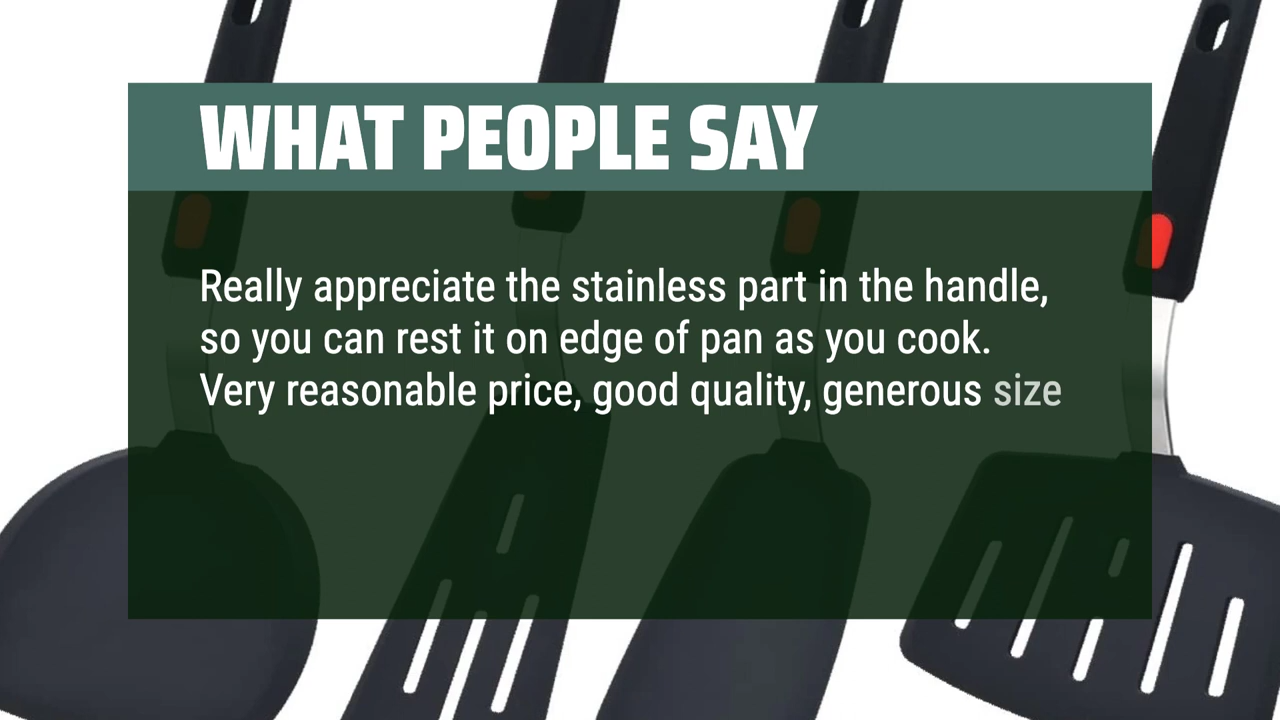 WHAT PEOPLE SAY
Really appreciate the stainless part in the handle,
so you can rest it on edge of pan as you cook.
Very reasonable price, good quality, generous size